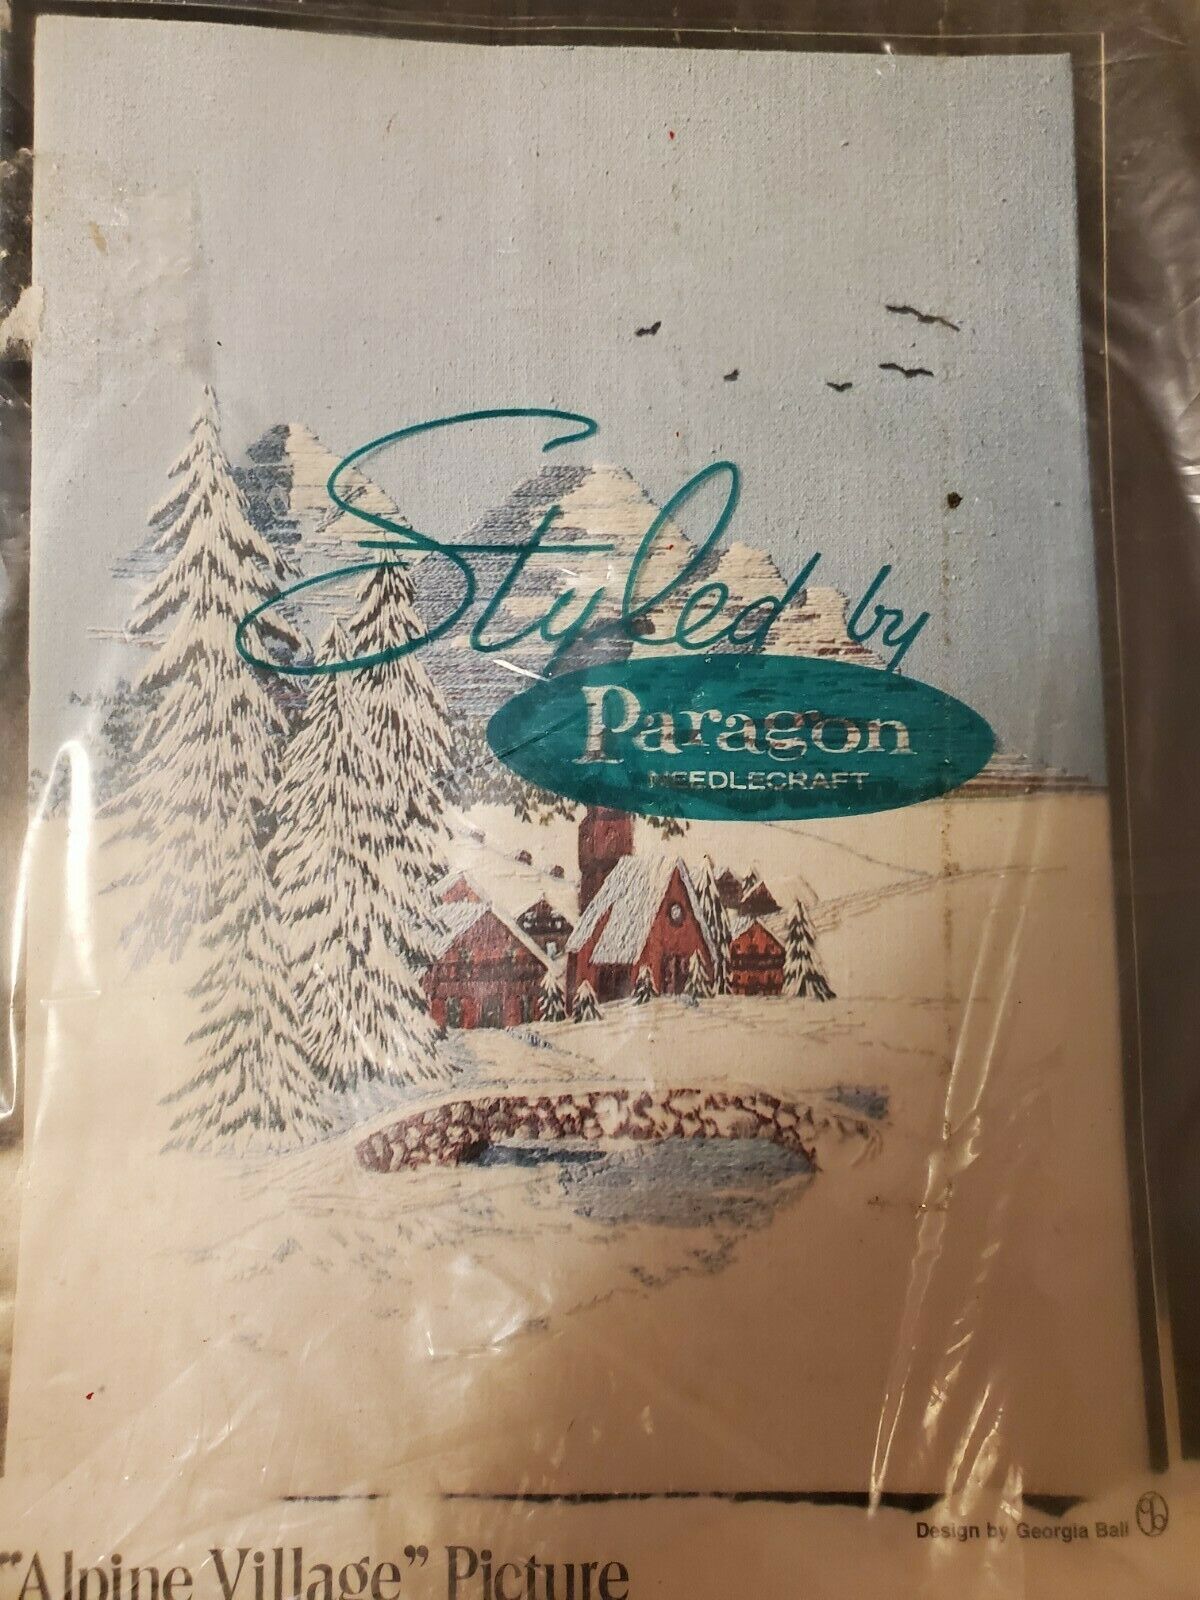 Styled by
Paragon
NEEDLECRAFT
Design by Georgia Ball
"Alpine Village" Picture